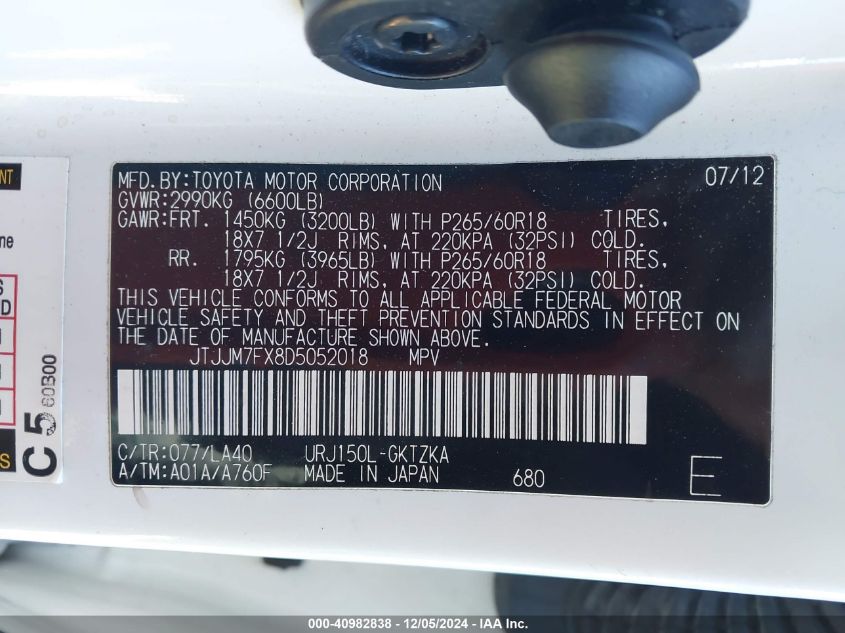 MFD.BY:TOYOTA MOTOR CORPORATION 07/12
GVWR:2990KG (6600LB)
GAWR:FRT. 1450KG (3200LB) WITH P265/60R18 TIRES,
18X7 1/2J RIMS, AT 220KPA (32PSI) COLD.
RR. 1795KG (3965LB) WITH P265/60R18 TIRES,
18X7 1/2J RIMS, AT 220KPA (32PSI) COLD.
THIS VEHICLE CONFORMS TO ALL APPLICABLE FEDERAL MOTOR
VEHICLE SAFETY AND THEFT PREVENTION STANDARDS IN EFFECT ON
THE DATE OF MANUFACTURE SHOWN ABOVE.
JTJJM7FX8D5052018 MPV
C/TR:077/LA40 URJ150L-GKTZKA
A/TM:A01A/A760F MADE IN JAPAN 680 E
C5 60B00
000-40982838 - 12/05/2024 - IAA Inc.